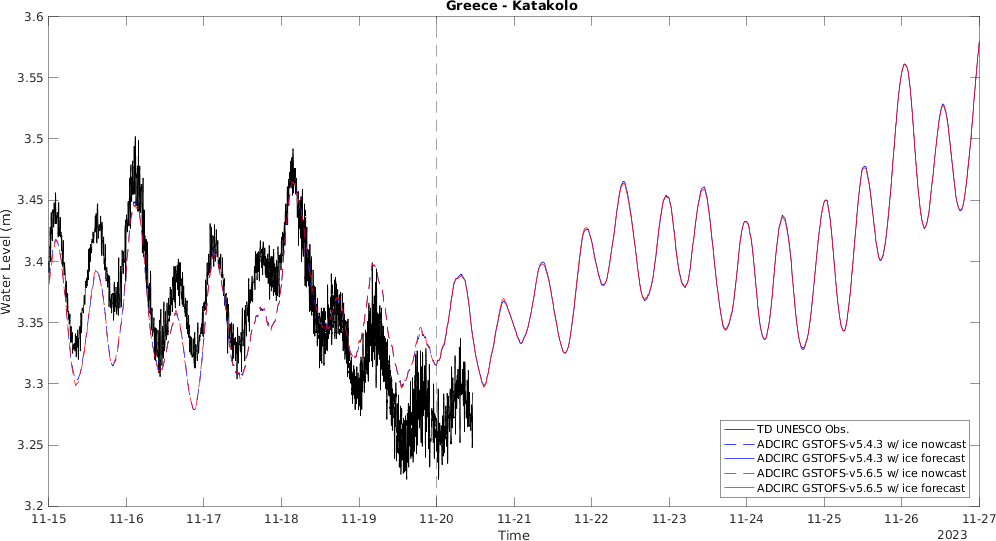 Greece - Katakolo
3.6
3.55
3.5
3.45
3.4
3.35
3.3
3.25
3.2
Water Level (m)
TD UNESCO Obs.
ADCIRC GSTOFS-v5.4.3 w/ ice nowcast
ADCIRC GSTOFS-v5.4.3 w/ ice forecast
ADCIRC GSTOFS-v5.6.5 w/ ice nowcast
ADCIRC GSTOFS-v5.6.5 w/ ice forecast
11-15 11-16 11-17 11-18 11-19 11-20 11-21 11-22 11-23 11-24 11-25 11-26 11-27
Time
2023